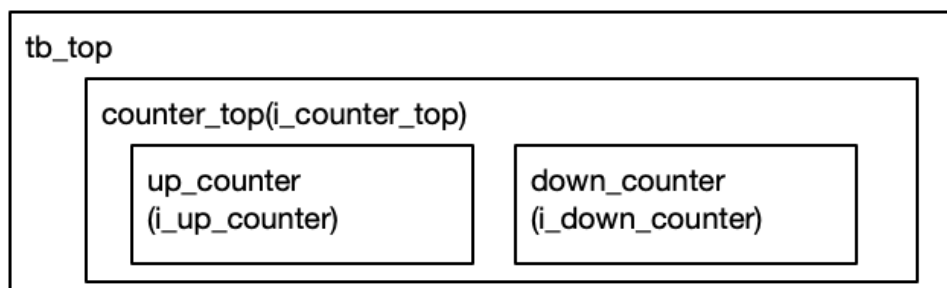 tb_top
counter_top(i_counter_top)
up_counter
(i_up_counter)
down_counter
(i_down_counter)